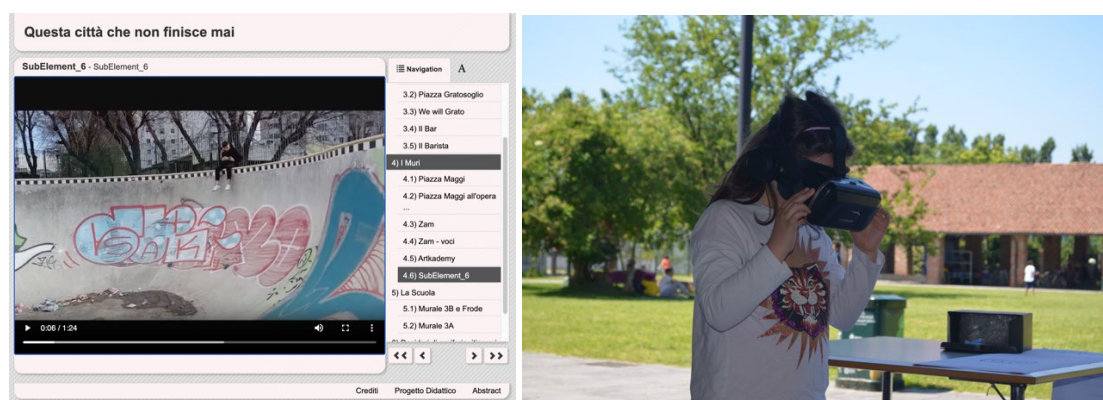 Questa città che non finisce mai
SubElement_6 - SubElement_6
Navigation
A
3.2) Piazza Gratosoglio
3.3) We will Grato
3.4) Il Bar
3.5) Il Barista
4) I Muri
4.1) Piazza Maggi
4.2) Piazza Maggi all'opera
...
4.3) Zam
4.4) Zam - voci
4.5) Artkademy
4.6) SubElement_6
5) La Scuola
5.1) Murale 3B e Frode
5.2) Murale 3A
0:06 / 1:24
<< < > >>
Crediti Progetto Didattico Abstract